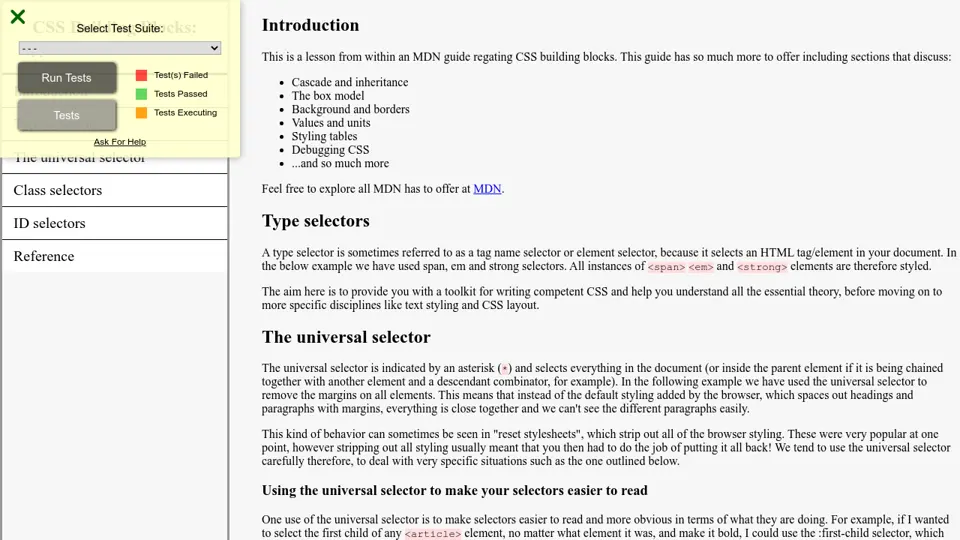 CSS Building Blocks:
Select Test Suite:
- - -
Run Tests
Tests
Test(s) Failed
Tests Passed
Tests Executing
Ask For Help
The universal selector
Class selectors
ID selectors
Reference
Introduction
This is a lesson from within an MDN guide regating CSS building blocks. This guide has so much more to offer including sections that discuss:
Cascade and inheritance
The box model
Background and borders
Values and units
Styling tables
Debugging CSS
...and so much more
Feel free to explore all MDN has to offer at MDN.
Type selectors
A type selector is sometimes referred to as a tag name selector or element selector, because it selects an HTML tag/element in your document. In
the below example we have used span, em and strong selectors. All instances of <span> <em> and <strong> elements are therefore styled.
The aim here is to provide you with a toolkit for writing competent CSS and help you understand all the essential theory, before moving on to
more specific disciplines like text styling and CSS layout.
The universal selector
The universal selector is indicated by an asterisk (*) and selects everything in the document (or inside the parent element if it is being chained
together with another element and a descendant combinator, for example). In the following example we have used the universal selector to
remove the margins on all elements. This means that instead of the default styling added by the browser, which spaces out headings and
paragraphs with margins, everything is close together and we can't see the different paragraphs easily.
This kind of behavior can sometimes be seen in "reset stylesheets", which strip out all of the browser styling. These were very popular at one
point, however stripping out all styling usually meant that you then had to do the job of putting it all back! We tend to use the universal selector
carefully therefore, to deal with very specific situations such as the one outlined below.
Using the universal selector to make your selectors easier to read
One use of the universal selector is to make selectors easier to read and more obvious in terms of what they are doing. For example, if I wanted
to select the first child of any <article> element, no matter what element it was, and make it bold, I could use the :first-child selector, which